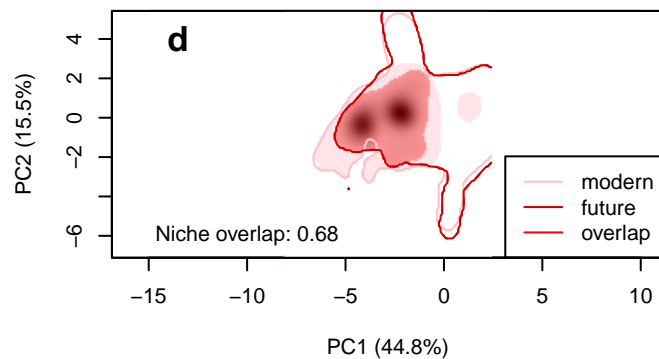 d
4
2
0
−2
−6
PC2 (15.5%)
Niche overlap: 0.68
modern
future
overlap
−15
−10
−5
0
5
10
PC1 (44.8%)